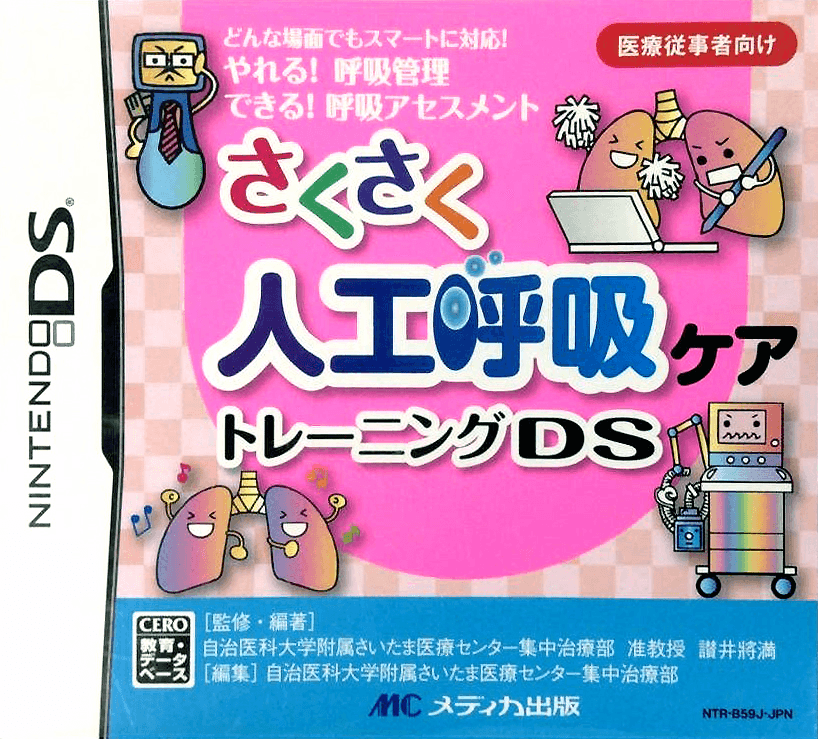 NINTENDO DS®
どんな場面でもスマートに対応!
やれる! 呼吸管理
できる! 呼吸アセスメント
医療従事者向け
さくさく
人工呼吸ケア
トレーニングDS
CERO
教育・
データ
ベース
[監修・編著]
自治医科大学附属さいたま医療センター集中治療部 准教授 讃井將満
[編集] 自治医科大学附属さいたま医療センター集中治療部
MC メディカ出版
NTR-B59J-JPN